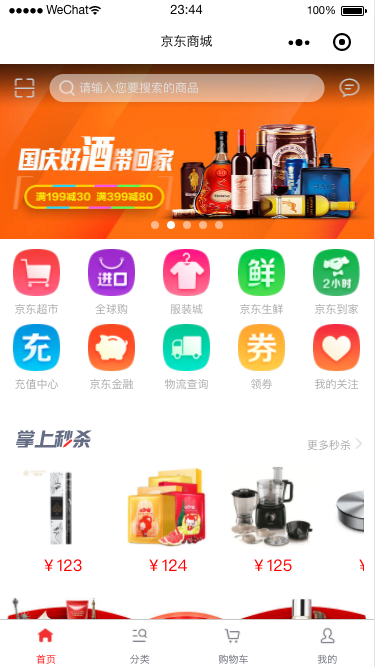 ●●●●● WeChat 23:44 100%
京东商城
请输入您要搜索的商品
国庆好酒带回家
满199减30 满399减80
进口 鲜 2小时
京东超市 全球购 服装城 京东生鲜 京东到家
充 券
充值中心 京东金融 物流查询 领券 我的关注
掌上秒杀 更多秒杀
¥123 ¥124 ¥125
首页 分类 购物车 我的